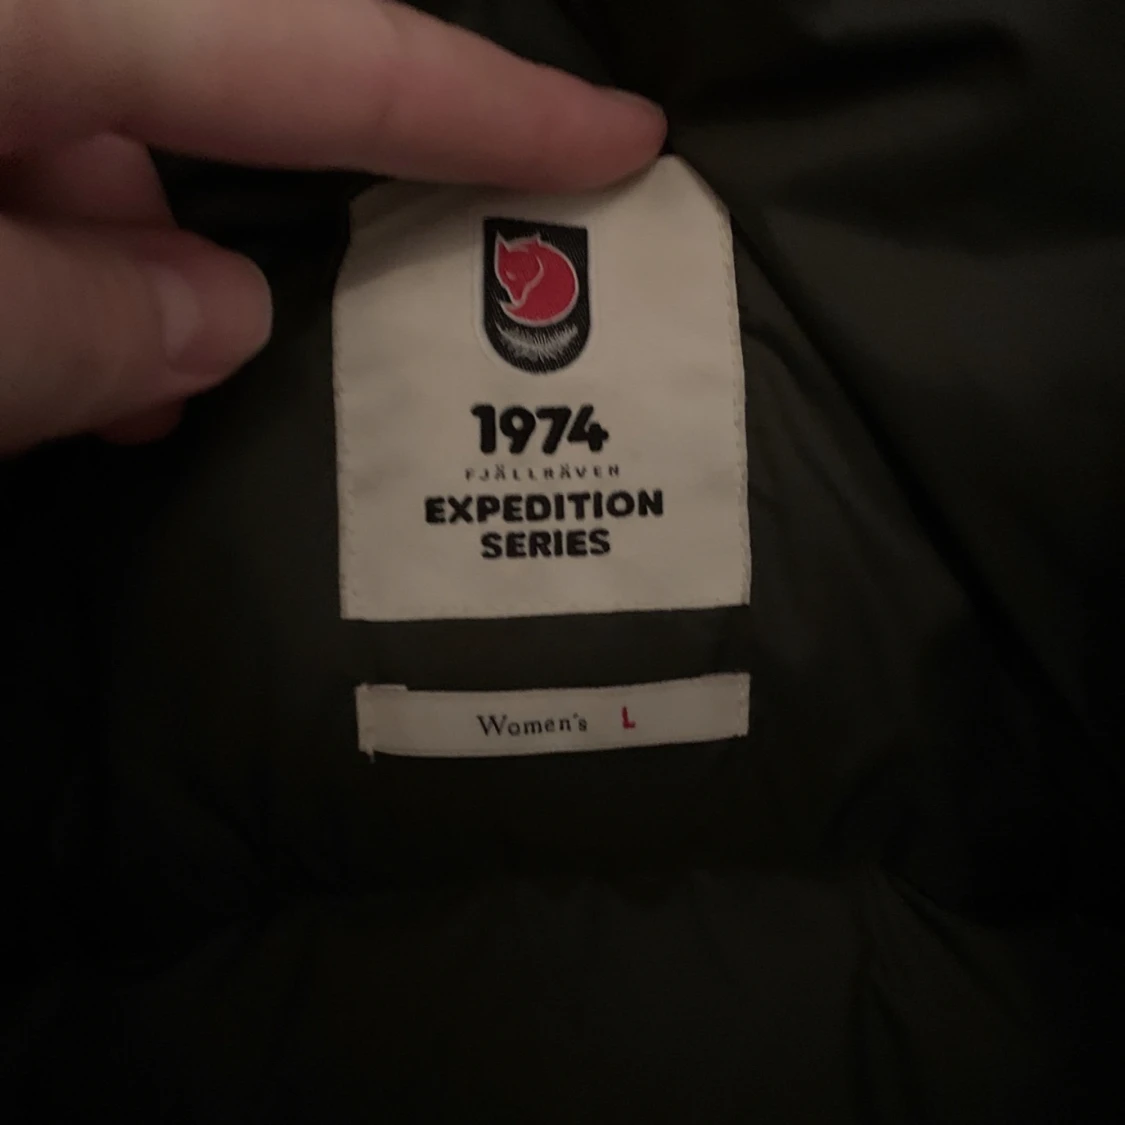 1974
FJÄLLRÄVEN
EXPEDITION
SERIES
Women's L